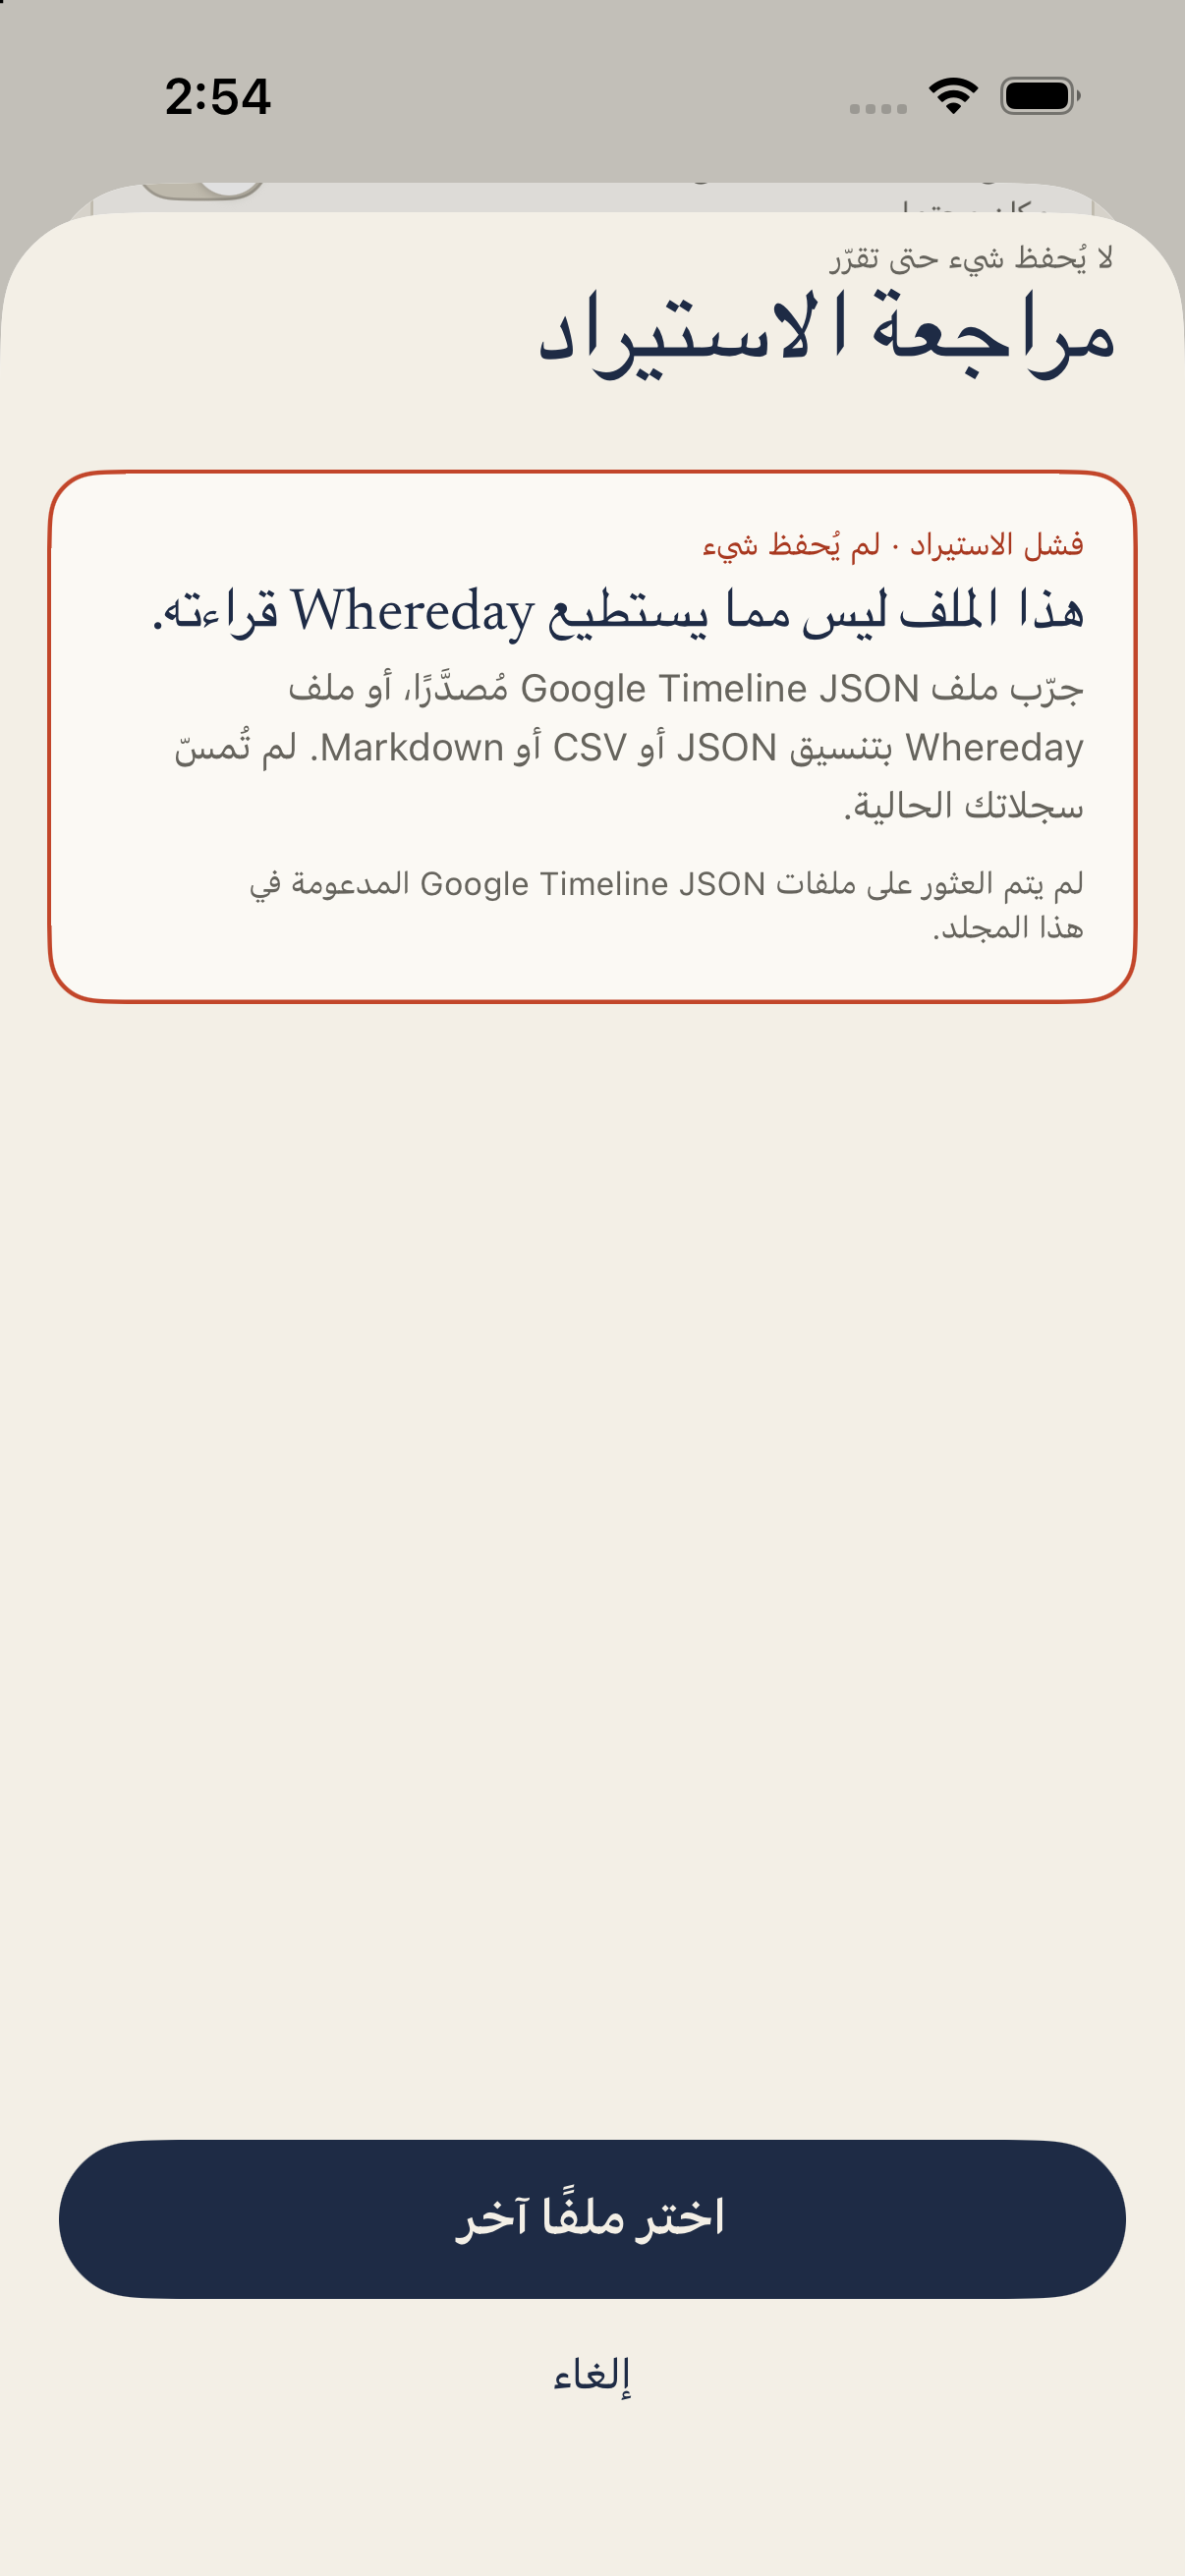 2:54
لا يُحفظ شيء حتى تقرّر
مراجعة الاستيراد
فشل الاستيراد · لم يُحفظ شيء
هذا الملف ليس مما يستطيع Whereday قراءته.
جرّب ملف Google Timeline JSON مُصدَّرًا، أو ملف
Whereday بتنسيق JSON أو CSV أو Markdown. لم تُمسّ
سجلاتك الحالية.
لم يتم العثور على ملفات Google Timeline JSON المدعومة في
هذا المجلد.
اختر ملفًا آخر
إلغاء